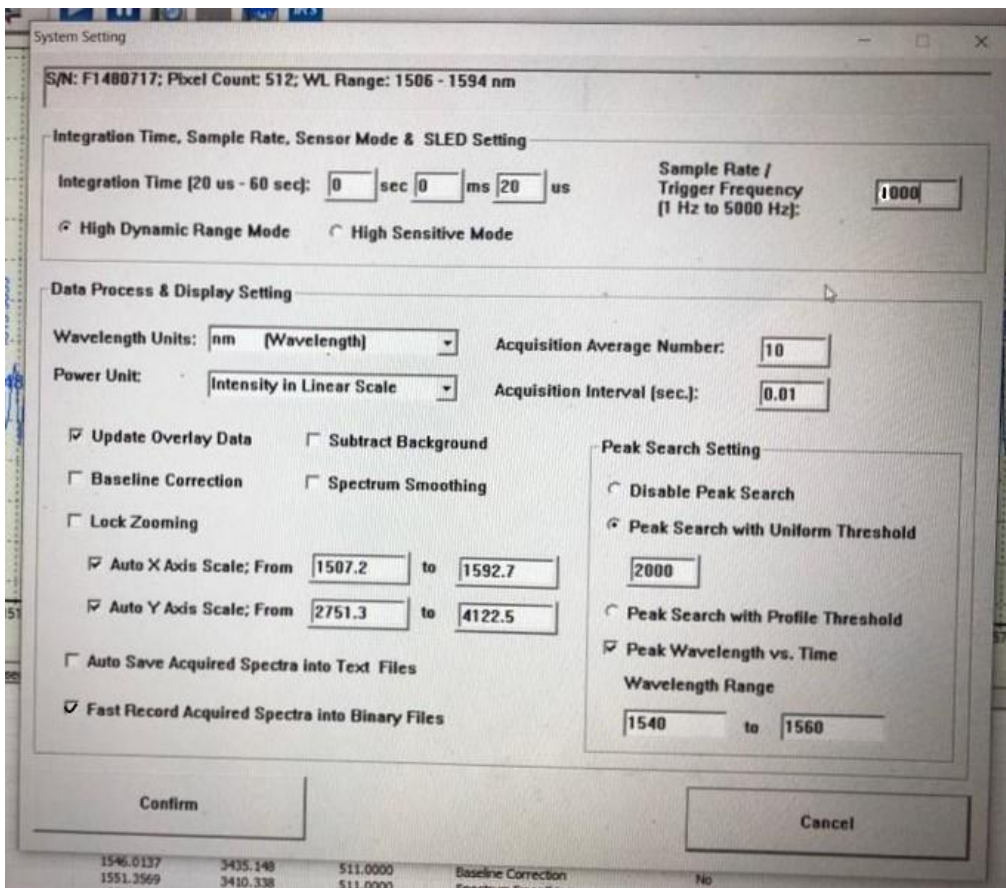 System Setting
S/N: F1480717; Pixel Count: 512; WL Range: 1506 - 1594 nm
Integration Time, Sample Rate, Sensor Mode & SLED Setting
Integration Time [20 us - 60 sec]: 0 sec 0 ms 20 us
Sample Rate /
Trigger Frequency
[1 Hz to 5000 Hz]:
1000
High Dynamic Range Mode High Sensitive Mode
Data Process & Display Setting
Wavelength Units: nm (Wavelength)
Acquisition Average Number: 10
Power Unit: Intensity in Linear Scale
Acquisition Interval (sec.): 0.01
Update Overlay Data Subtract Background
Baseline Correction Spectrum Smoothing
Lock Zooming
Auto X Axis Scale; From 1507.2 to 1592.7
Auto Y Axis Scale; From 2751.3 to 4122.5
Auto Save Acquired Spectra into Text Files
Fast Record Acquired Spectra into Binary Files
Peak Search Setting
Disable Peak Search
Peak Search with Uniform Threshold
2000
Peak Search with Profile Threshold
Peak Wavelength vs. Time
Wavelength Range
1540 to 1560
Confirm Cancel
1546.0137 3435.148 511.0000 Baseline Correction No
1551.3569 3410.338 511.0000